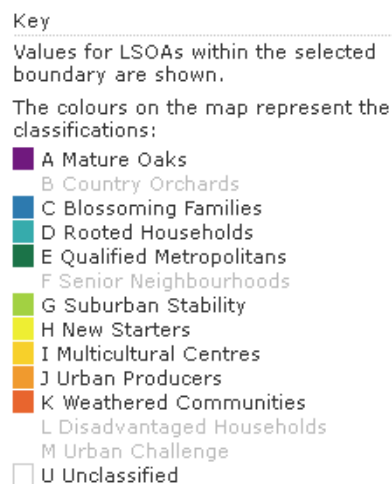 Key
Values for LSOAs within the selected
boundary are shown.
The colours on the map represent the
classifications:
A Mature Oaks
B Country Orchards
C Blossoming Families
D Rooted Households
E Qualified Metropolitans
F Senior Neighbourhoods
G Suburban Stability
H New Starters
I Multicultural Centres
J Urban Producers
K Weathered Communities
L Disadvantaged Households
M Urban Challenge
U Unclassified